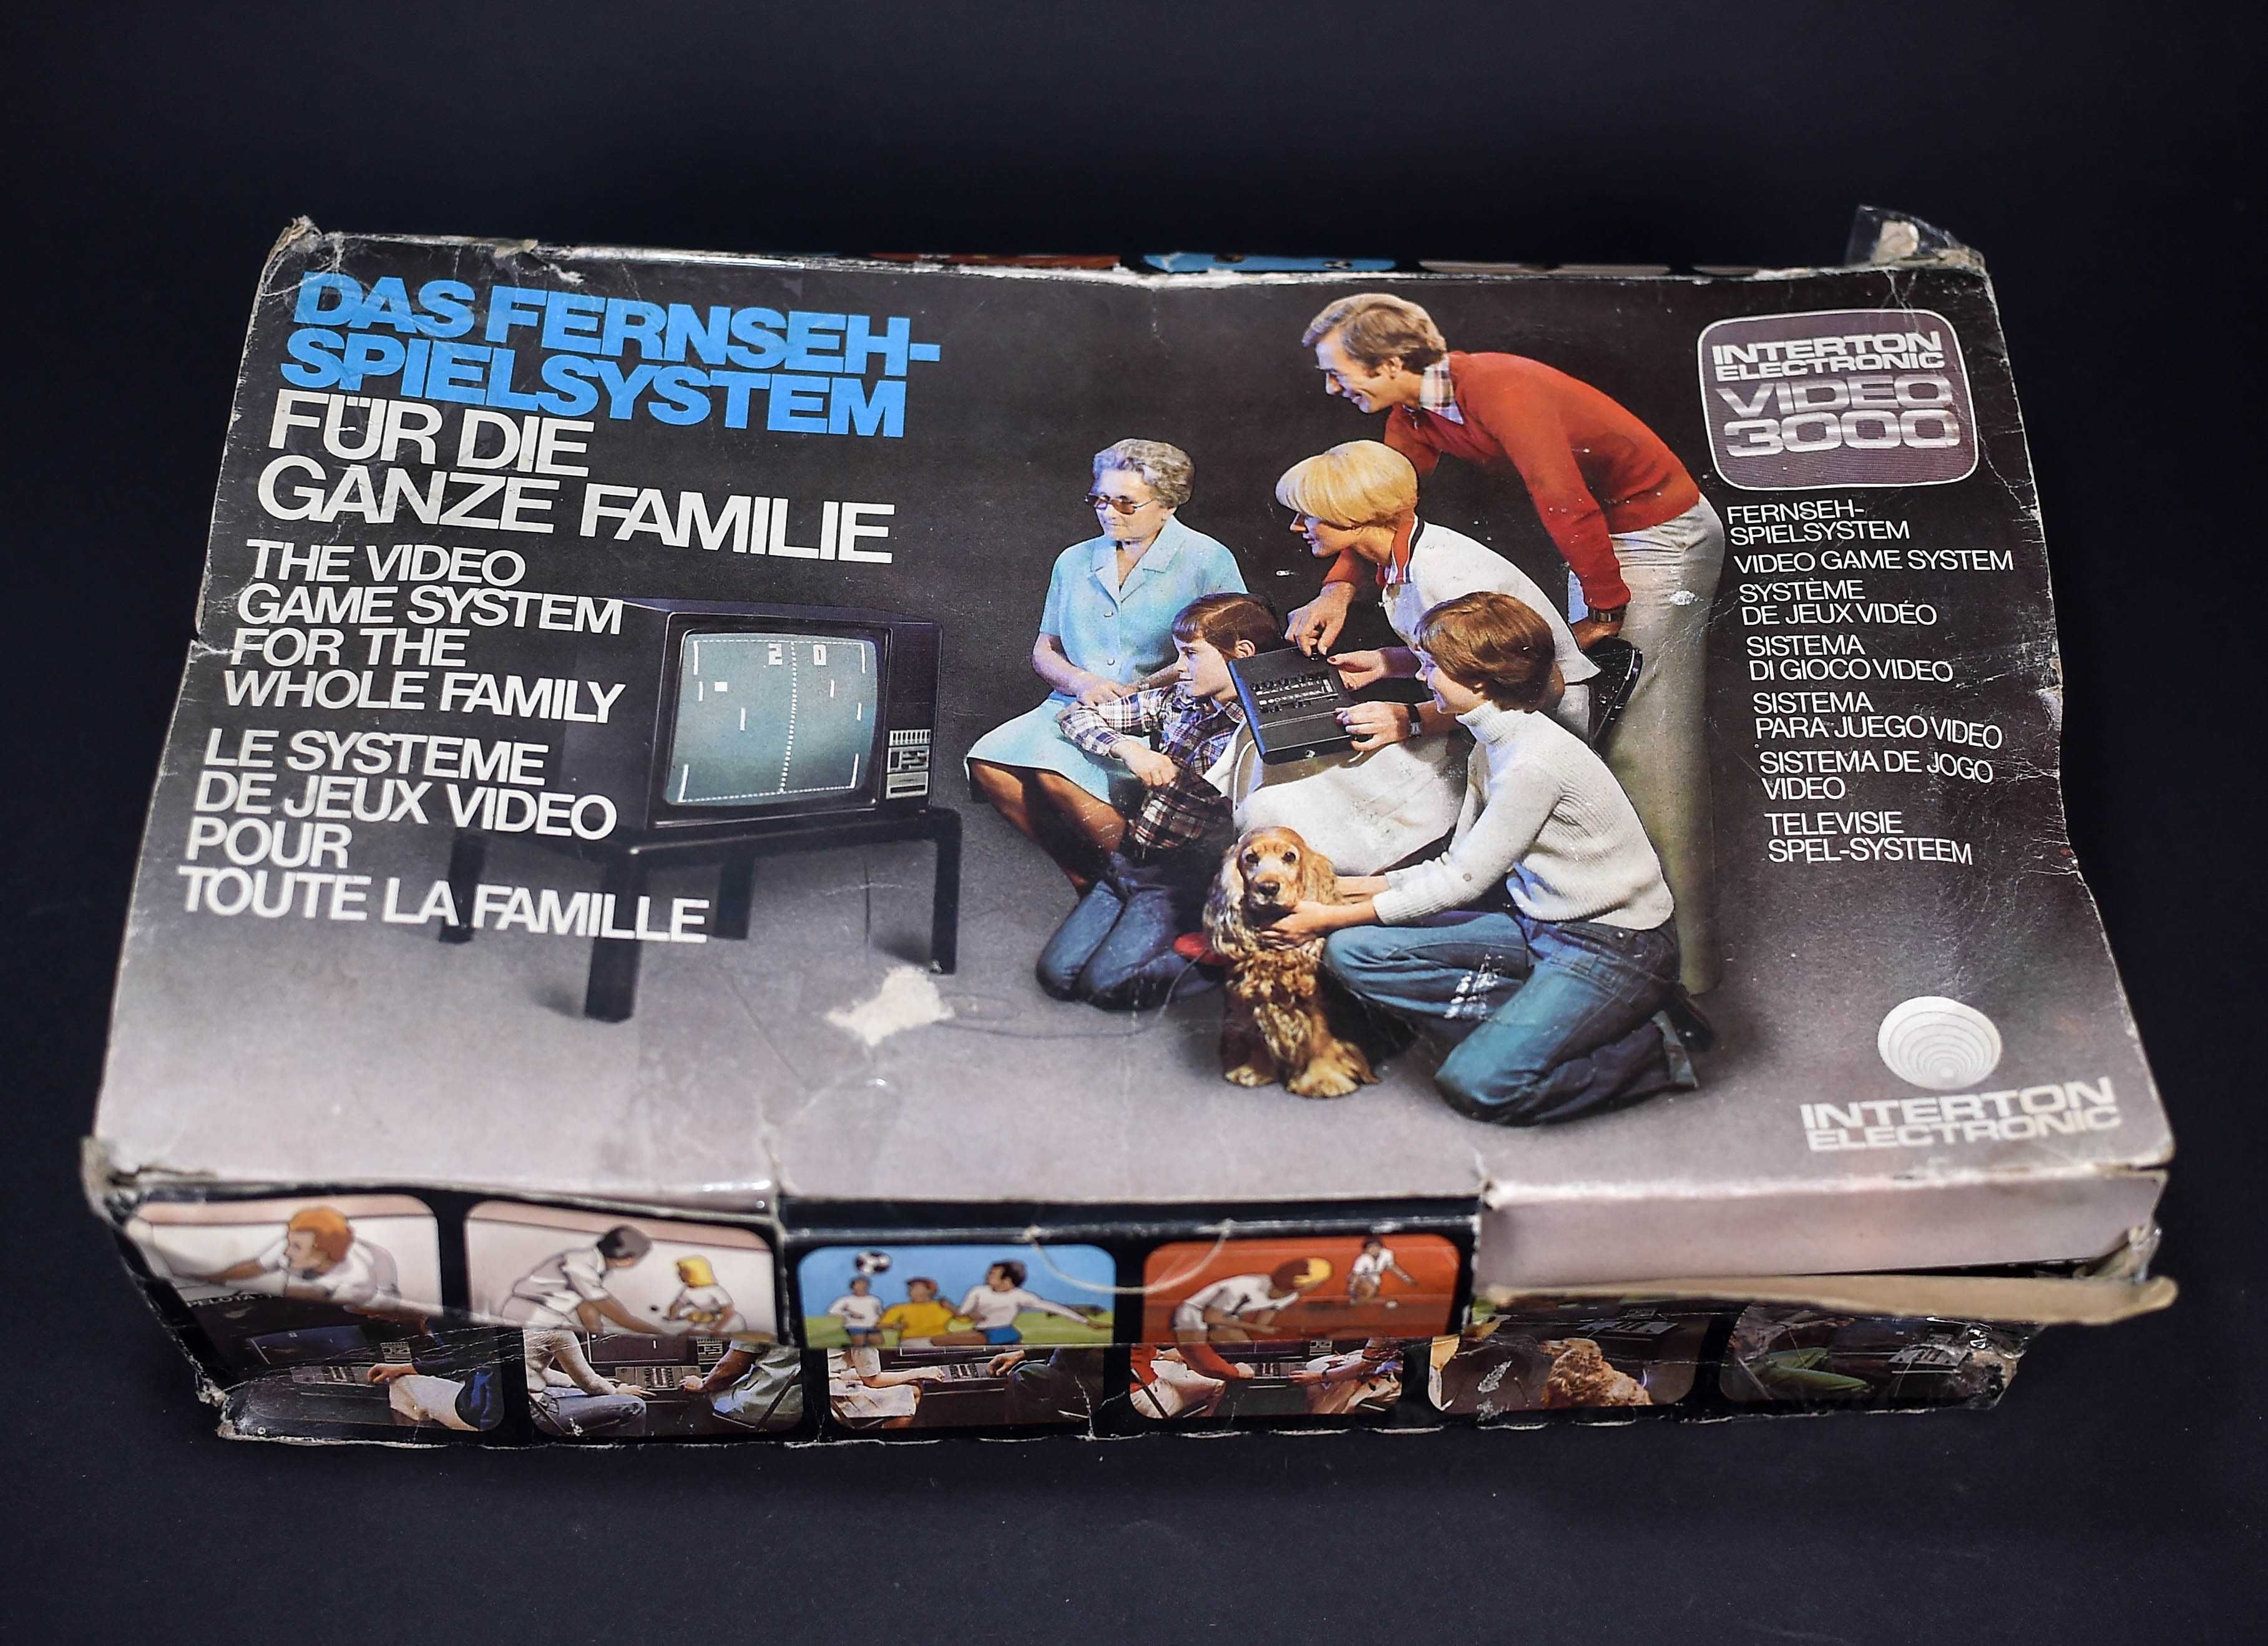 DAS FERNSEH-
SPIELSYSTEM
FÜR DIE
GANZE FAMILIE
THE VIDEO
GAME SYSTEM
FOR THE
WHOLE FAMILY
LE SYSTEME
DE JEUX VIDEO
POUR
TOUTE LA FAMILLE
2 0
INTERTON
ELECTRONIC
VIDEO
3000
FERNSEH-
SPIELSYSTEM
VIDEO GAME SYSTEM
SYSTÈME
DE JEUX VIDÉO
SISTEMA
DI GIOCO VIDEO
SISTEMA
PARA JUEGO VIDEO
SISTEMA DE JOGO
VIDEO
TELEVISIE
SPEL-SYSTEEM
INTERTON
ELECTRONIC